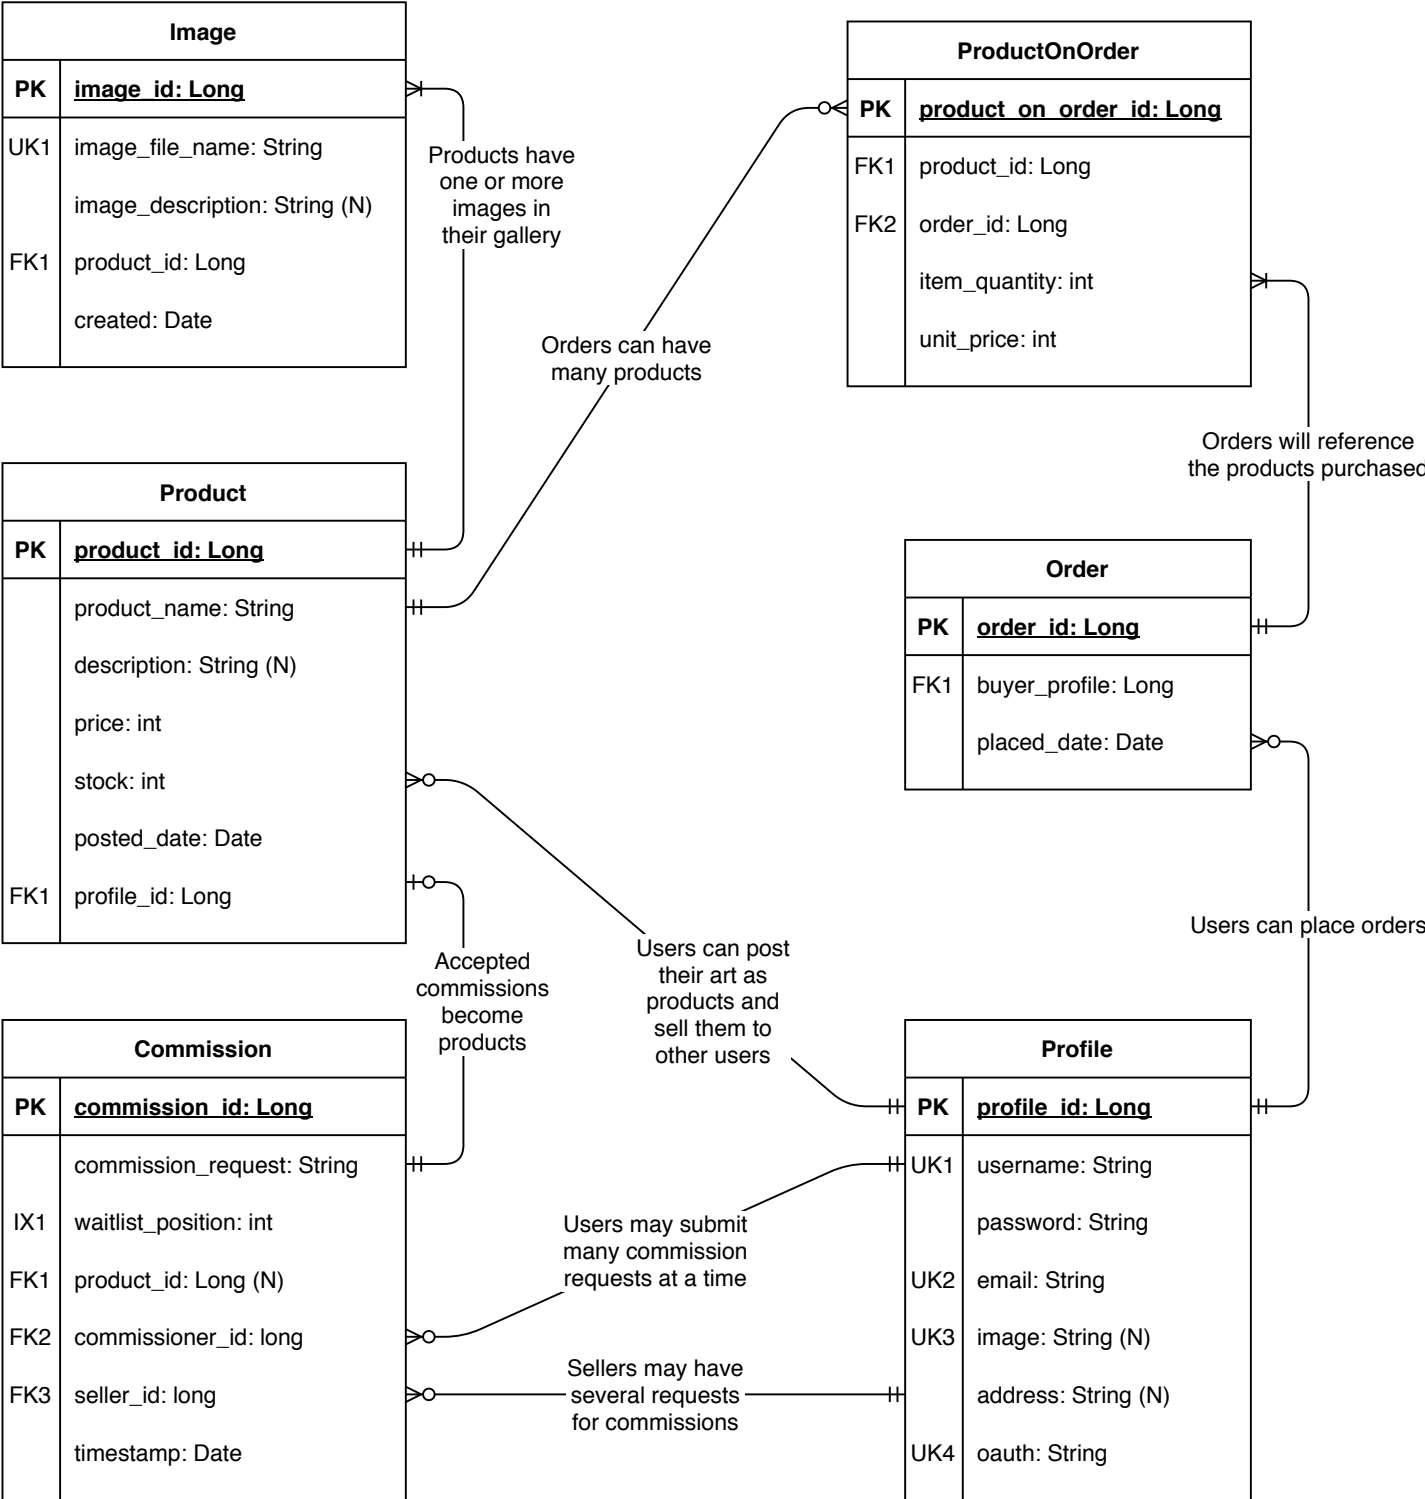 Image
PK image_id: Long
UK1 image_file_name: String
image_description: String (N)
FK1 product_id: Long
created: Date
Products have
one or more
images in
their gallery
ProductOnOrder
PK product_on_order_id: Long
FK1 product_id: Long
FK2 order_id: Long
item_quantity: int
unit_price: int
Orders can have
many products
Orders will reference
the products purchased
Product
PK product_id: Long
product_name: String
description: String (N)
price: int
stock: int
posted_date: Date
FK1 profile_id: Long
Order
PK order_id: Long
FK1 buyer_profile: Long
placed_date: Date
Users can place orders
Accepted
commissions
become
products
Users can post
their art as
products and
sell them to
other users
Commission
PK commission_id: Long
commission_request: String
IX1 waitlist_position: int
FK1 product_id: Long (N)
FK2 commissioner_id: long
FK3 seller_id: long
timestamp: Date
Users may submit
many commission
requests at a time
Sellers may have
several requests
for commissions
Profile
PK profile_id: Long
UK1 username: String
password: String
UK2 email: String
UK3 image: String (N)
address: String (N)
UK4 oauth: String